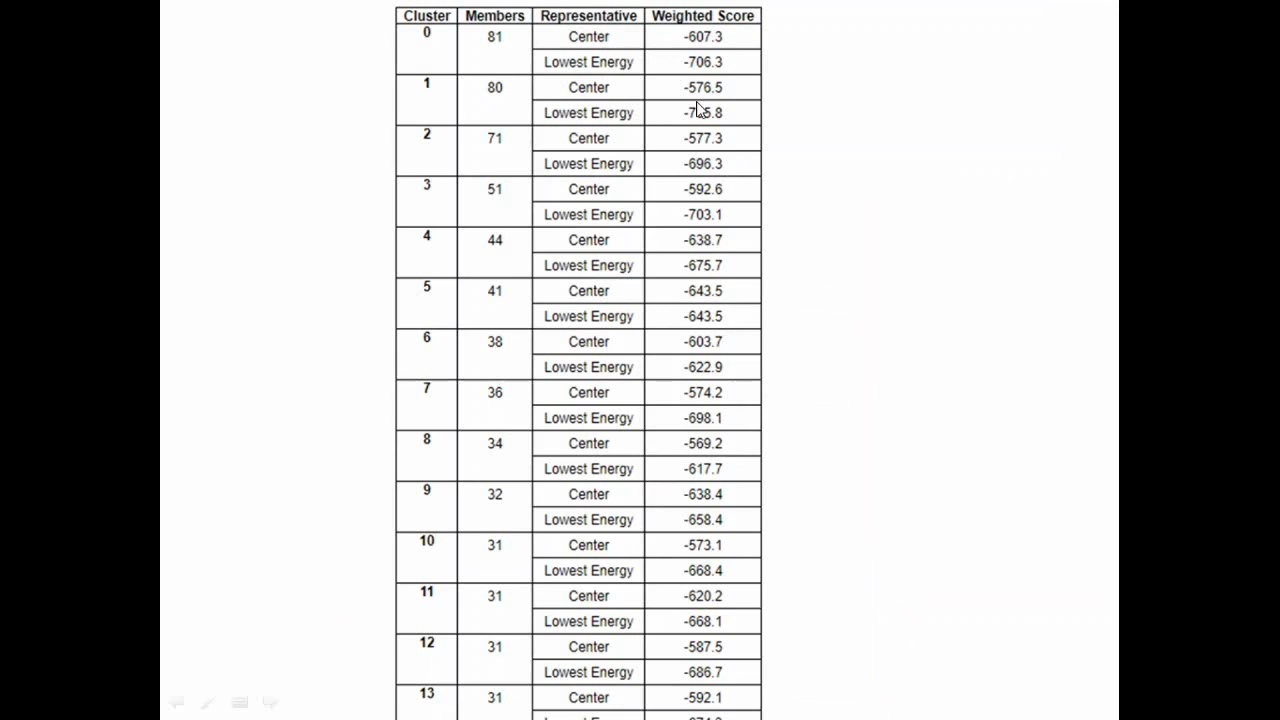 Cluster Members Representative Weighted Score
0 81 Center -607.3
Lowest Energy -706.3
1 80 Center -576.5
Lowest Energy
2 71 Center -577.3
Lowest Energy -696.3
3 51 Center -592.6
Lowest Energy -703.1
4 44 Center -638.7
Lowest Energy -675.7
5 41 Center -643.5
Lowest Energy -643.5
6 38 Center -603.7
Lowest Energy -622.9
7 36 Center -574.2
Lowest Energy -698.1
8 34 Center -569.2
Lowest Energy -617.7
9 32 Center -638.4
Lowest Energy -658.4
10 31 Center -573.1
Lowest Energy -668.4
11 31 Center -620.2
Lowest Energy -668.1
12 31 Center -587.5
Lowest Energy -686.7
13 31 Center -592.1